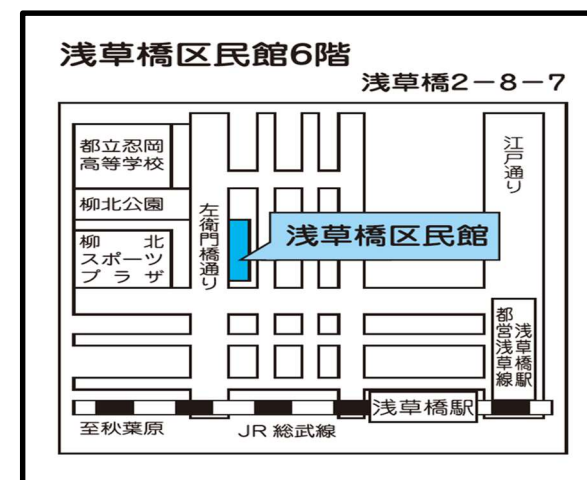 浅草橋区民館6階
浅草橋2-8-7
都立忍岡
高等学校
柳北公園
柳北
スポーツ
プラザ
左衛門橋通り
浅草橋区民館
江戸通り
都営浅草線
浅草橋駅
浅草橋駅
至秋葉原
JR 総武線